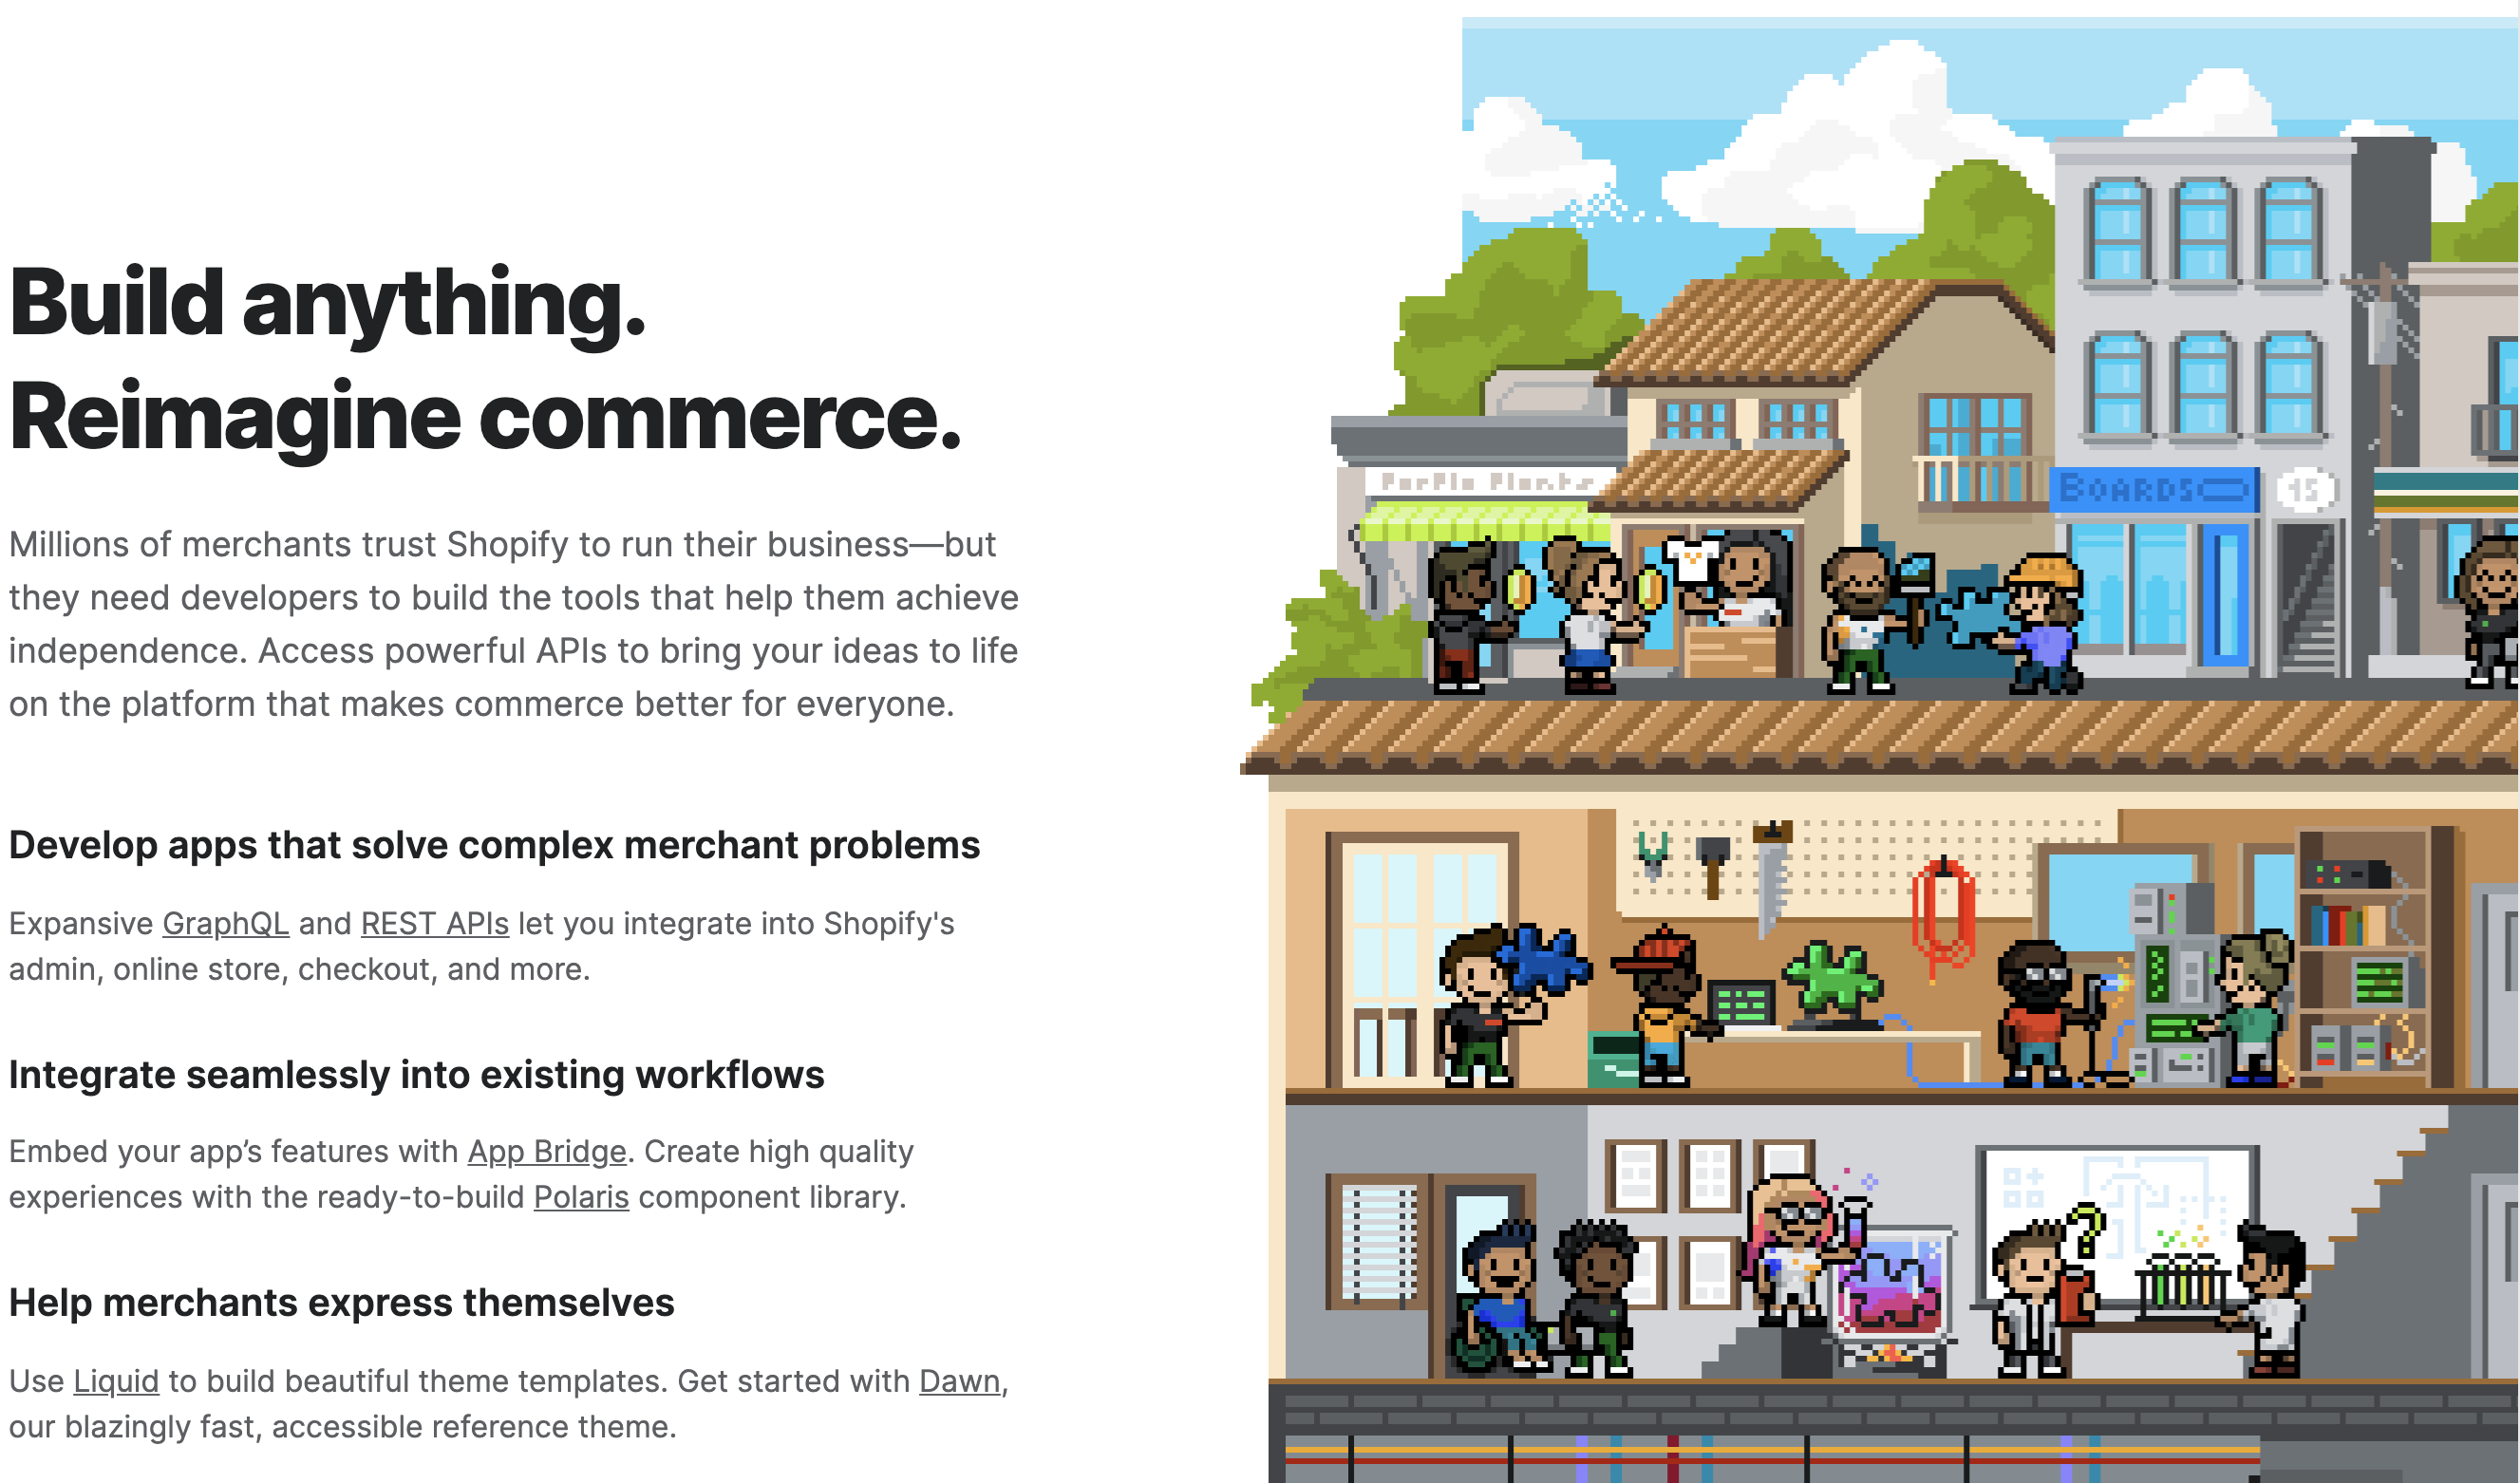 Build anything.
Reimagine commerce.
Millions of merchants trust Shopify to run their business—but
they need developers to build the tools that help them achieve
independence. Access powerful APIs to bring your ideas to life
on the platform that makes commerce better for everyone.
Develop apps that solve complex merchant problems
Expansive GraphQL and REST APIs let you integrate into Shopify's
admin, online store, checkout, and more.
Integrate seamlessly into existing workflows
Embed your app’s features with App Bridge. Create high quality
experiences with the ready-to-build Polaris component library.
Help merchants express themselves
Use Liquid to build beautiful theme templates. Get started with Dawn,
our blazingly fast, accessible reference theme.
BOARDS
15
?